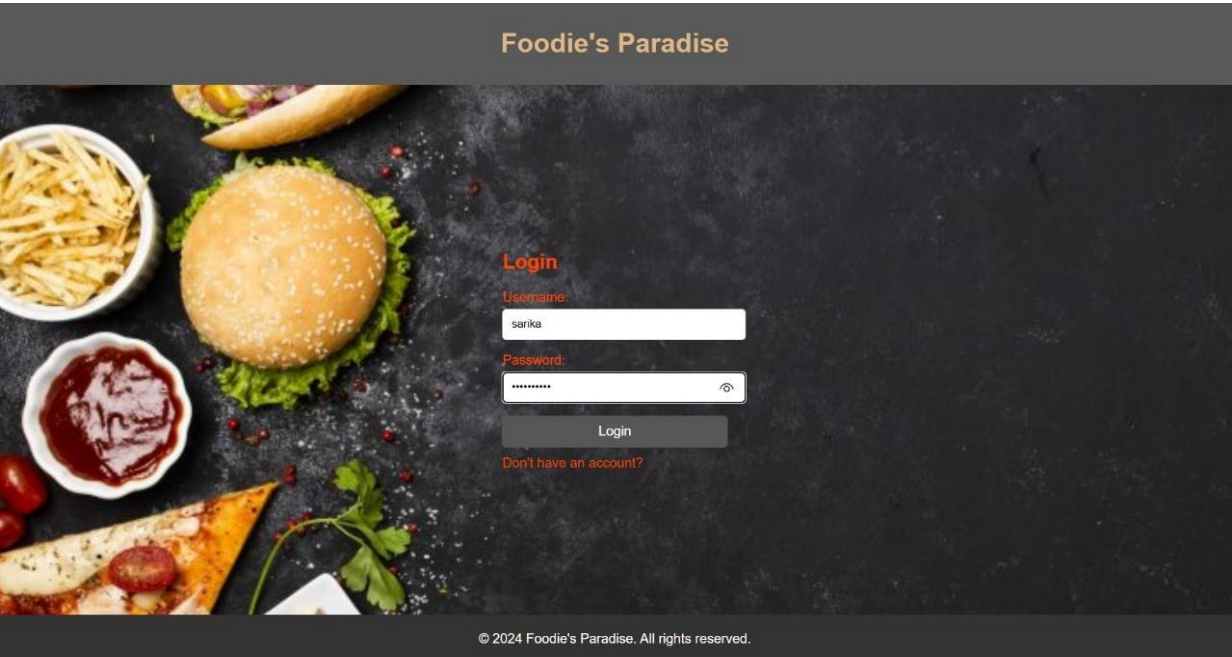 Foodie's Paradise
Login
Username:
sarika
Password:
••••••••••
Login
Don't have an account?
© 2024 Foodie's Paradise. All rights reserved.